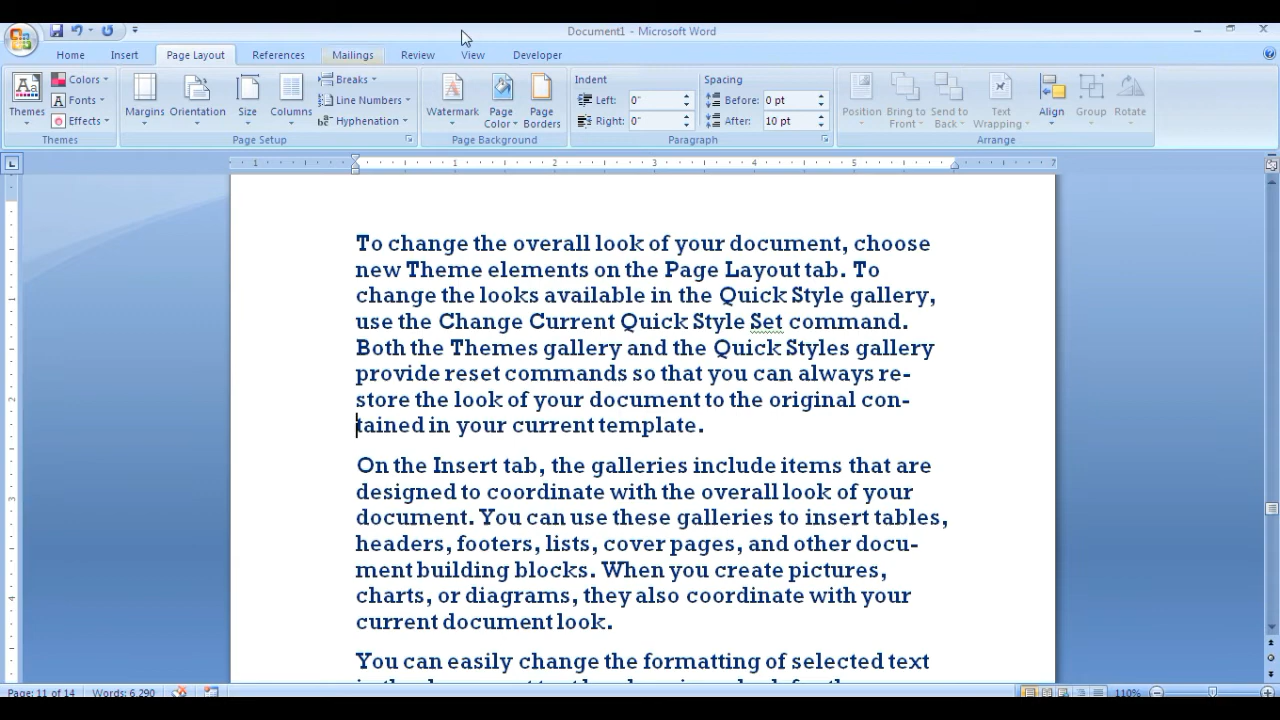 Document1 - Microsoft Word
Home Insert Page Layout References Mailings Review View Developer
Themes Colors Fonts Effects
Themes
Margins Orientation Size Columns Breaks Line Numbers Hyphenation
Page Setup
Watermark Page Color Page Borders
Page Background
Indent Spacing
Left: 0" Before: 0 pt
Right: 0" After: 10 pt
Paragraph
Position Bring to Front Send to Back Text Wrapping Align Group Rotate
Arrange
1 1 2 3 4 5 7
To change the overall look of your document, choose
new Theme elements on the Page Layout tab. To
change the looks available in the Quick Style gallery,
use the Change Current Quick Style Set command.
Both the Themes gallery and the Quick Styles gallery
provide reset commands so that you can always re-
store the look of your document to the original con-
tained in your current template.
On the Insert tab, the galleries include items that are
designed to coordinate with the overall look of your
document. You can use these galleries to insert tables,
headers, footers, lists, cover pages, and other docu-
ment building blocks. When you create pictures,
charts, or diagrams, they also coordinate with your
current document look.
You can easily change the formatting of selected text
Page: 11 of 14 Words: 6,290 110%